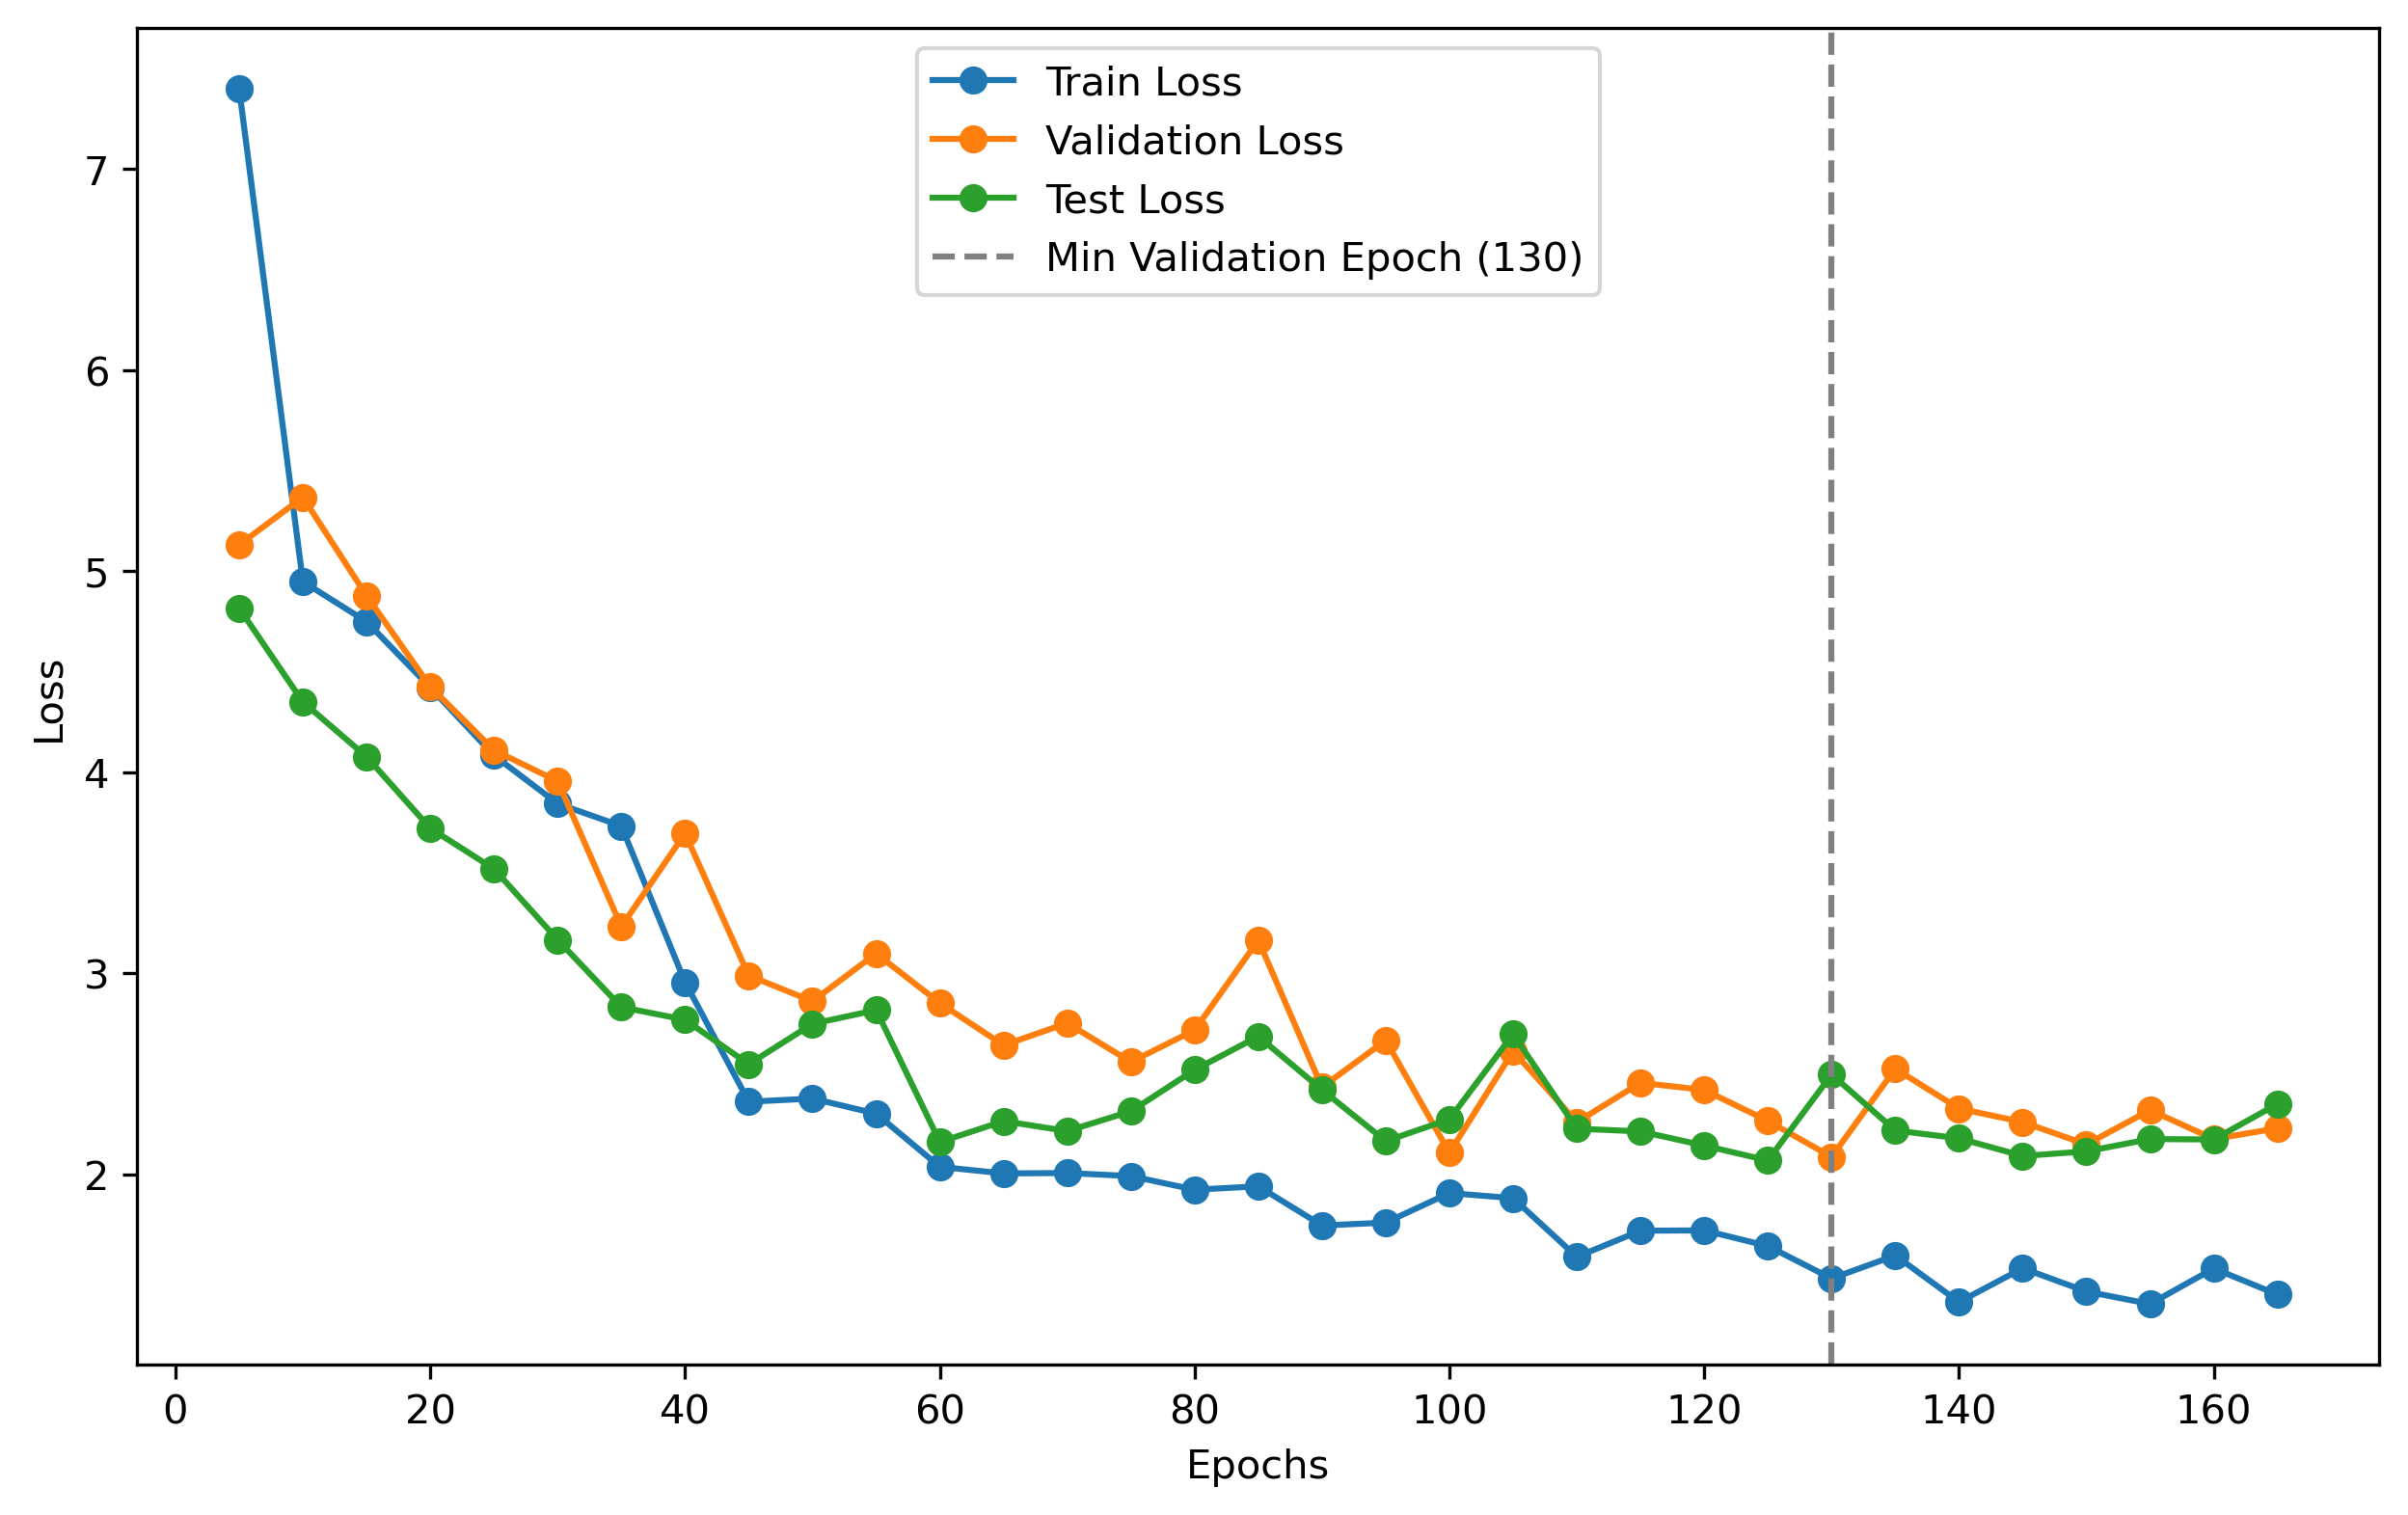 Train Loss
Validation Loss
Test Loss
Min Validation Epoch (130)
7
6
5
4
3
2
Loss
0 20 40 60 80 100 120 140 160
Epochs